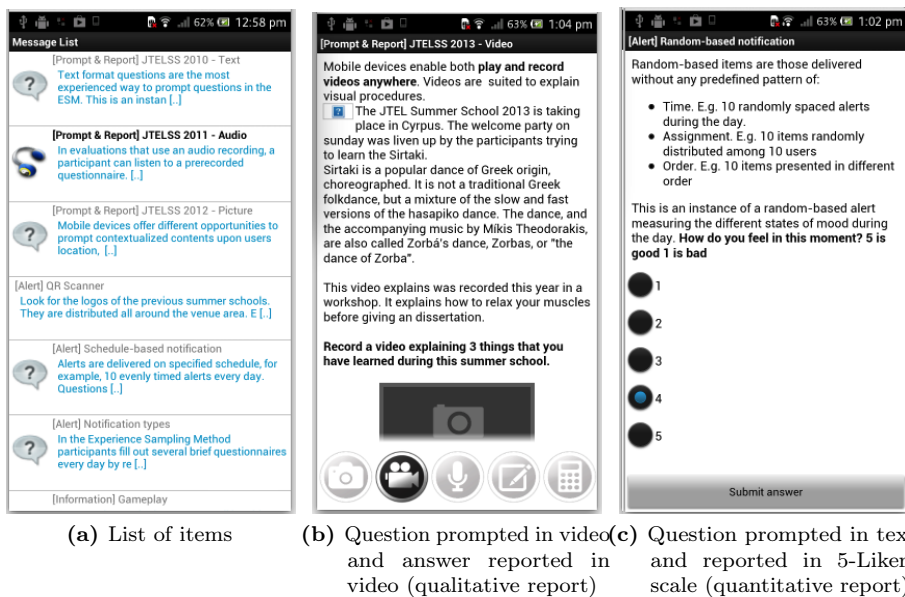 62% 12:58 pm
Message List
[Prompt & Report] JTELSS 2010 - Text
Text format questions are the most
experienced way to prompt questions in the
ESM. This is an instan [..]
[Prompt & Report] JTELSS 2011 - Audio
In evaluations that use an audio recording, a
participant can listen to a prerecorded
questionnaire. [..]
[Prompt & Report] JTELSS 2012 - Picture
Mobile devices offer different opportunities to
prompt contextualized contents upon users
location, [..]
[Alert] QR Scanner
Look for the logos of the previous summer schools.
They are distributed all around the venue area. E [..]
[Alert] Schedule-based notification
Alerts are delivered on specified schedule, for
example, 10 evenly timed alerts every day.
Questions [..]
[Alert] Notification types
In the Experience Sampling Method
participants fill out several brief questionnaires
every day by re [..]
[Information] Gameplay
(a) List of items
63% 1:04 pm
[Prompt & Report] JTELSS 2013 - Video
Mobile devices enable both play and record
videos anywhere. Videos are suited to explain
visual procedures.
The JTEL Summer School 2013 is taking
place in Cyrpus. The welcome party on
sunday was liven up by the participants trying
to learn the Sirtaki.
Sirtaki is a popular dance of Greek origin,
choreographed. It is not a traditional Greek
folkdance, but a mixture of the slow and fast
versions of the hasapiko dance. The dance, and
the accompanying music by Míkis Theodorakis,
are also called Zorbá's dance, Zorbas, or "the
dance of Zorba".
This video explains was recorded this year in a
workshop. It explains how to relax your muscles
before giving an dissertation.
Record a video explaining 3 things that you
have learned during this summer school.
(b) Question prompted in video
and answer reported in
video (qualitative report)
63% 1:02 pm
[Alert] Random-based notification
Random-based items are those delivered
without any predefined pattern of:
• Time. E.g. 10 randomly spaced alerts
during the day.
• Assignment. E.g. 10 items randomly
distributed among 10 users
• Order. E.g. 10 items presented in different
order
This is an instance of a random-based alert
measuring the different states of mood during
the day. How do you feel in this moment? 5 is
good 1 is bad
1
2
3
4
5
Submit answer
(c) Question prompted in tex
and reported in 5-Liker
scale (quantitative report)